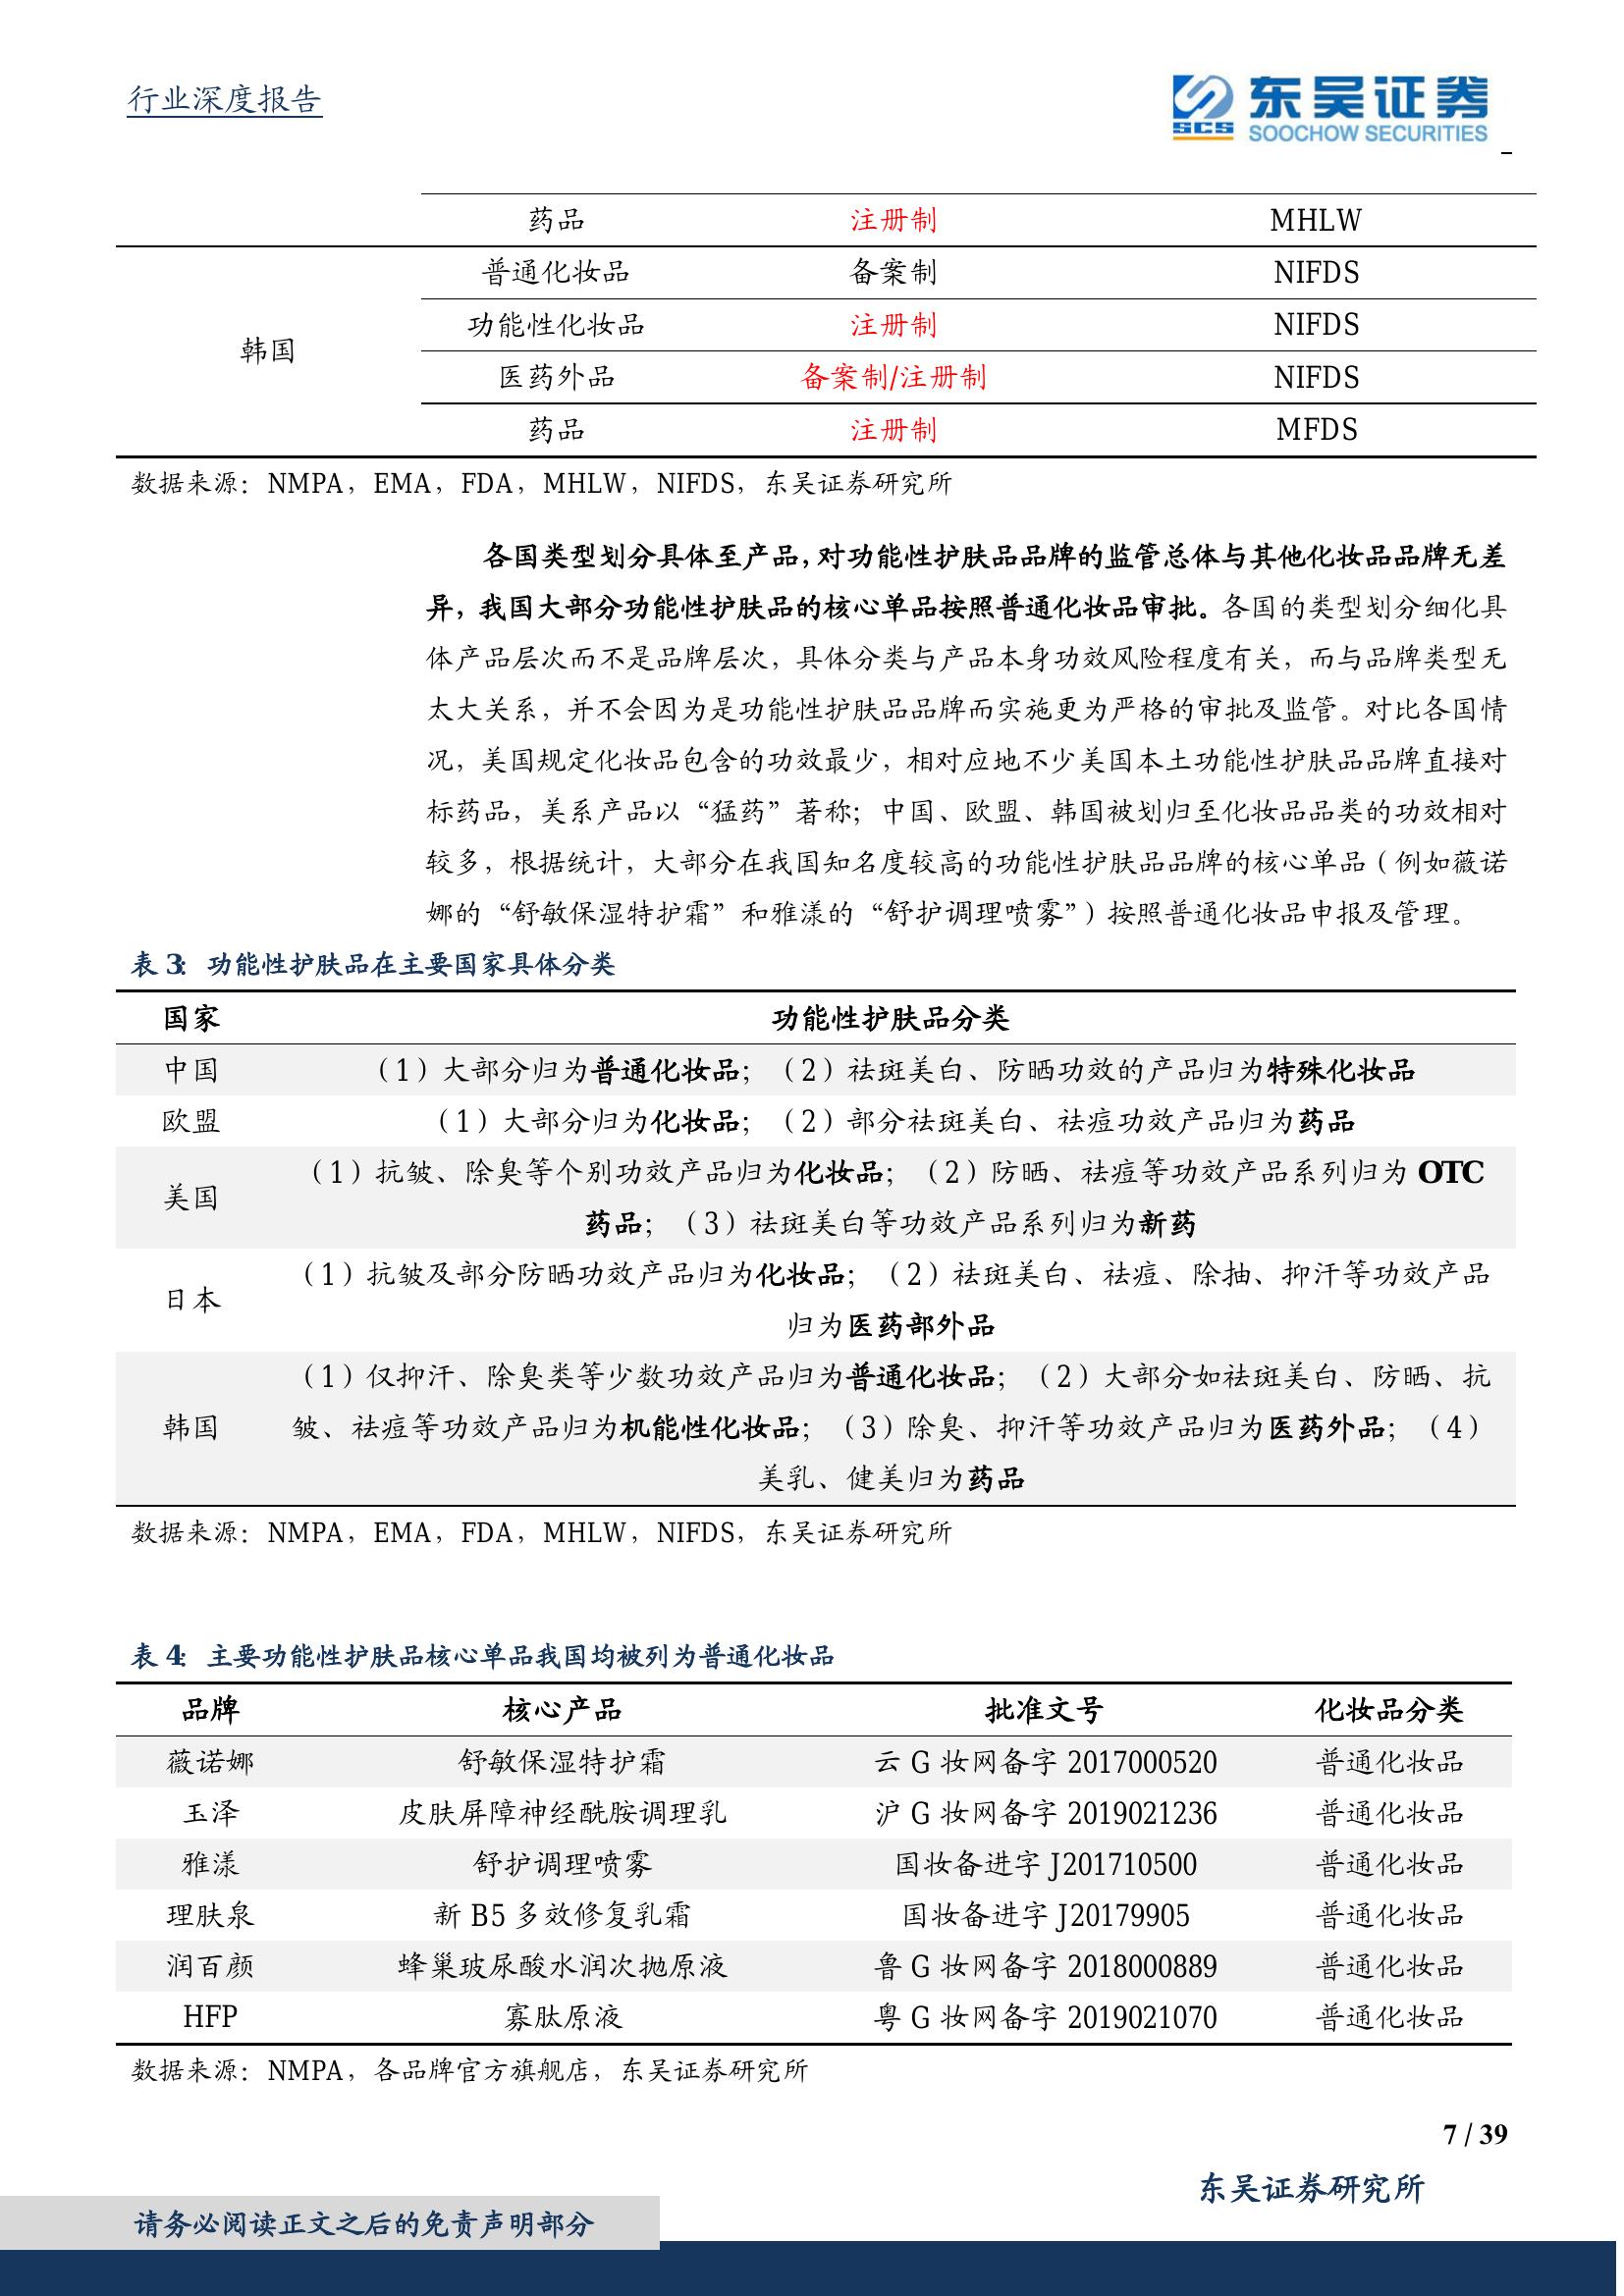 行业深度报告
SCS 东吴证券
SOOCHOW SECURITIES
药品 注册制 MHLW
韩国
普通化妆品 备案制 NIFDS
功能性化妆品 注册制 NIFDS
医药外品 备案制/注册制 NIFDS
药品 注册制 MFDS
数据来源：NMPA，EMA，FDA，MHLW，NIFDS，东吴证券研究所
各国类型划分具体至产品，对功能性护肤品品牌的监管总体与其他化妆品品牌无差
异，我国大部分功能性护肤品的核心单品按照普通化妆品审批。各国的类型划分细化具
体产品层次而不是品牌层次，具体分类与产品本身功效风险程度有关，而与品牌类型无
太大关系，并不会因为是功能性护肤品品牌而实施更为严格的审批及监管。对比各国情
况，美国规定化妆品包含的功效最少，相对应地不少美国本土功能性护肤品品牌直接对
标药品，美系产品以“猛药”著称；中国、欧盟、韩国被划归至化妆品品类的功效相对
较多，根据统计，大部分在我国知名度较高的功能性护肤品品牌的核心单品（例如薇诺
娜的“舒敏保湿特护霜”和雅漾的“舒护调理喷雾”）按照普通化妆品申报及管理。
表 3：功能性护肤品在主要国家具体分类
国家 功能性护肤品分类
中国 （1）大部分归为普通化妆品；（2）祛斑美白、防晒功效的产品归为特殊化妆品
欧盟 （1）大部分归为化妆品；（2）部分祛斑美白、祛痘功效产品归为药品
美国
（1）抗皱、除臭等个别功效产品归为化妆品；（2）防晒、祛痘等功效产品系列归为 OTC
药品；（3）祛斑美白等功效产品系列归为新药
日本
（1）抗皱及部分防晒功效产品归为化妆品；（2）祛斑美白、祛痘、除抽、抑汗等功效产品
归为医药部外品
韩国
（1）仅抑汗、除臭类等少数功效产品归为普通化妆品；（2）大部分如祛斑美白、防晒、抗
皱、祛痘等功效产品归为机能性化妆品；（3）除臭、抑汗等功效产品归为医药外品；（4）
美乳、健美归为药品
数据来源：NMPA，EMA，FDA，MHLW，NIFDS，东吴证券研究所
表 4：主要功能性护肤品核心单品我国均被列为普通化妆品
品牌 核心产品 批准文号 化妆品分类
薇诺娜 舒敏保湿特护霜 云 G 妆网备字 2017000520 普通化妆品
玉泽 皮肤屏障神经酰胺调理乳 沪 G 妆网备字 2019021236 普通化妆品
雅漾 舒护调理喷雾 国妆备进字 J201710500 普通化妆品
理肤泉 新 B5 多效修复乳霜 国妆备进字 J20179905 普通化妆品
润百颜 蜂巢玻尿酸水润次抛原液 鲁 G 妆网备字 2018000889 普通化妆品
HFP 寡肽原液 粤 G 妆网备字 2019021070 普通化妆品
数据来源：NMPA，各品牌官方旗舰店，东吴证券研究所
7 / 39
东吴证券研究所
请务必阅读正文之后的免责声明部分